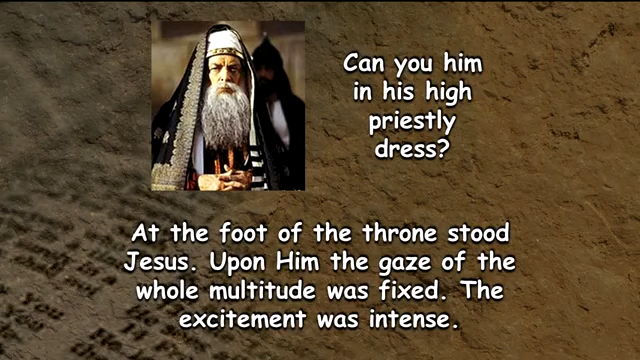 Can you him
in his high
priestly
dress?
At the foot of the throne stood
Jesus. Upon Him the gaze of the
whole multitude was fixed. The
excitement was intense.